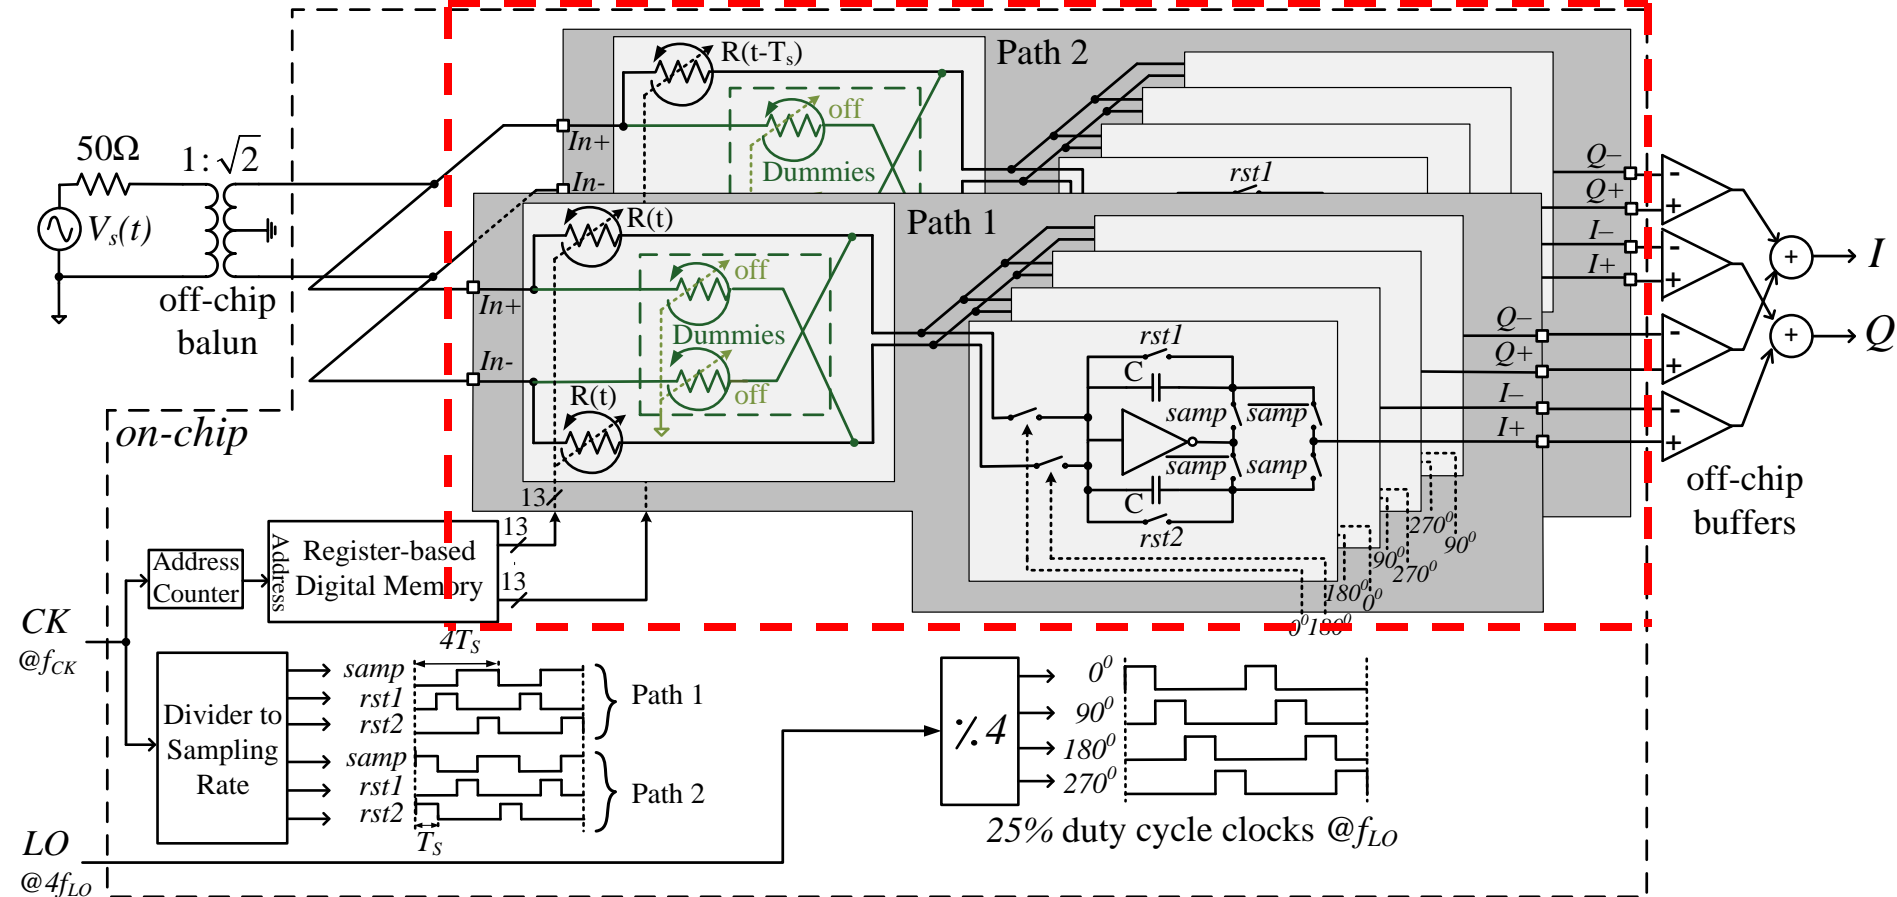 R(t-Ts)
Path 2
off
In+
Dummies
50Ω
1:√2
Vs(t)
In-
rst1
Q−
Q+
I−
I+
-
+
-
+
-
+
-
+
+
I
+
Q
off-chip
balun
R(t)
Path 1
off
Dummies
off
In+
In-
R(t)
rst1
C
samp
samp
samp
samp
C
rst2
Q−
Q+
I−
I+
off-chip
buffers
on-chip
13
13
13
270⁰
90⁰
90⁰
270⁰
180⁰
0⁰
0⁰
180⁰
Address
Counter
Address
Register-based
Digital Memory
CK
@fCK
4TS
Divider to
Sampling
Rate
samp
rst1
rst2
Path 1
samp
rst1
rst2
Path 2
TS
LO
@4fLO
⁒4
0⁰
90⁰
180⁰
270⁰
25% duty cycle clocks @fLO